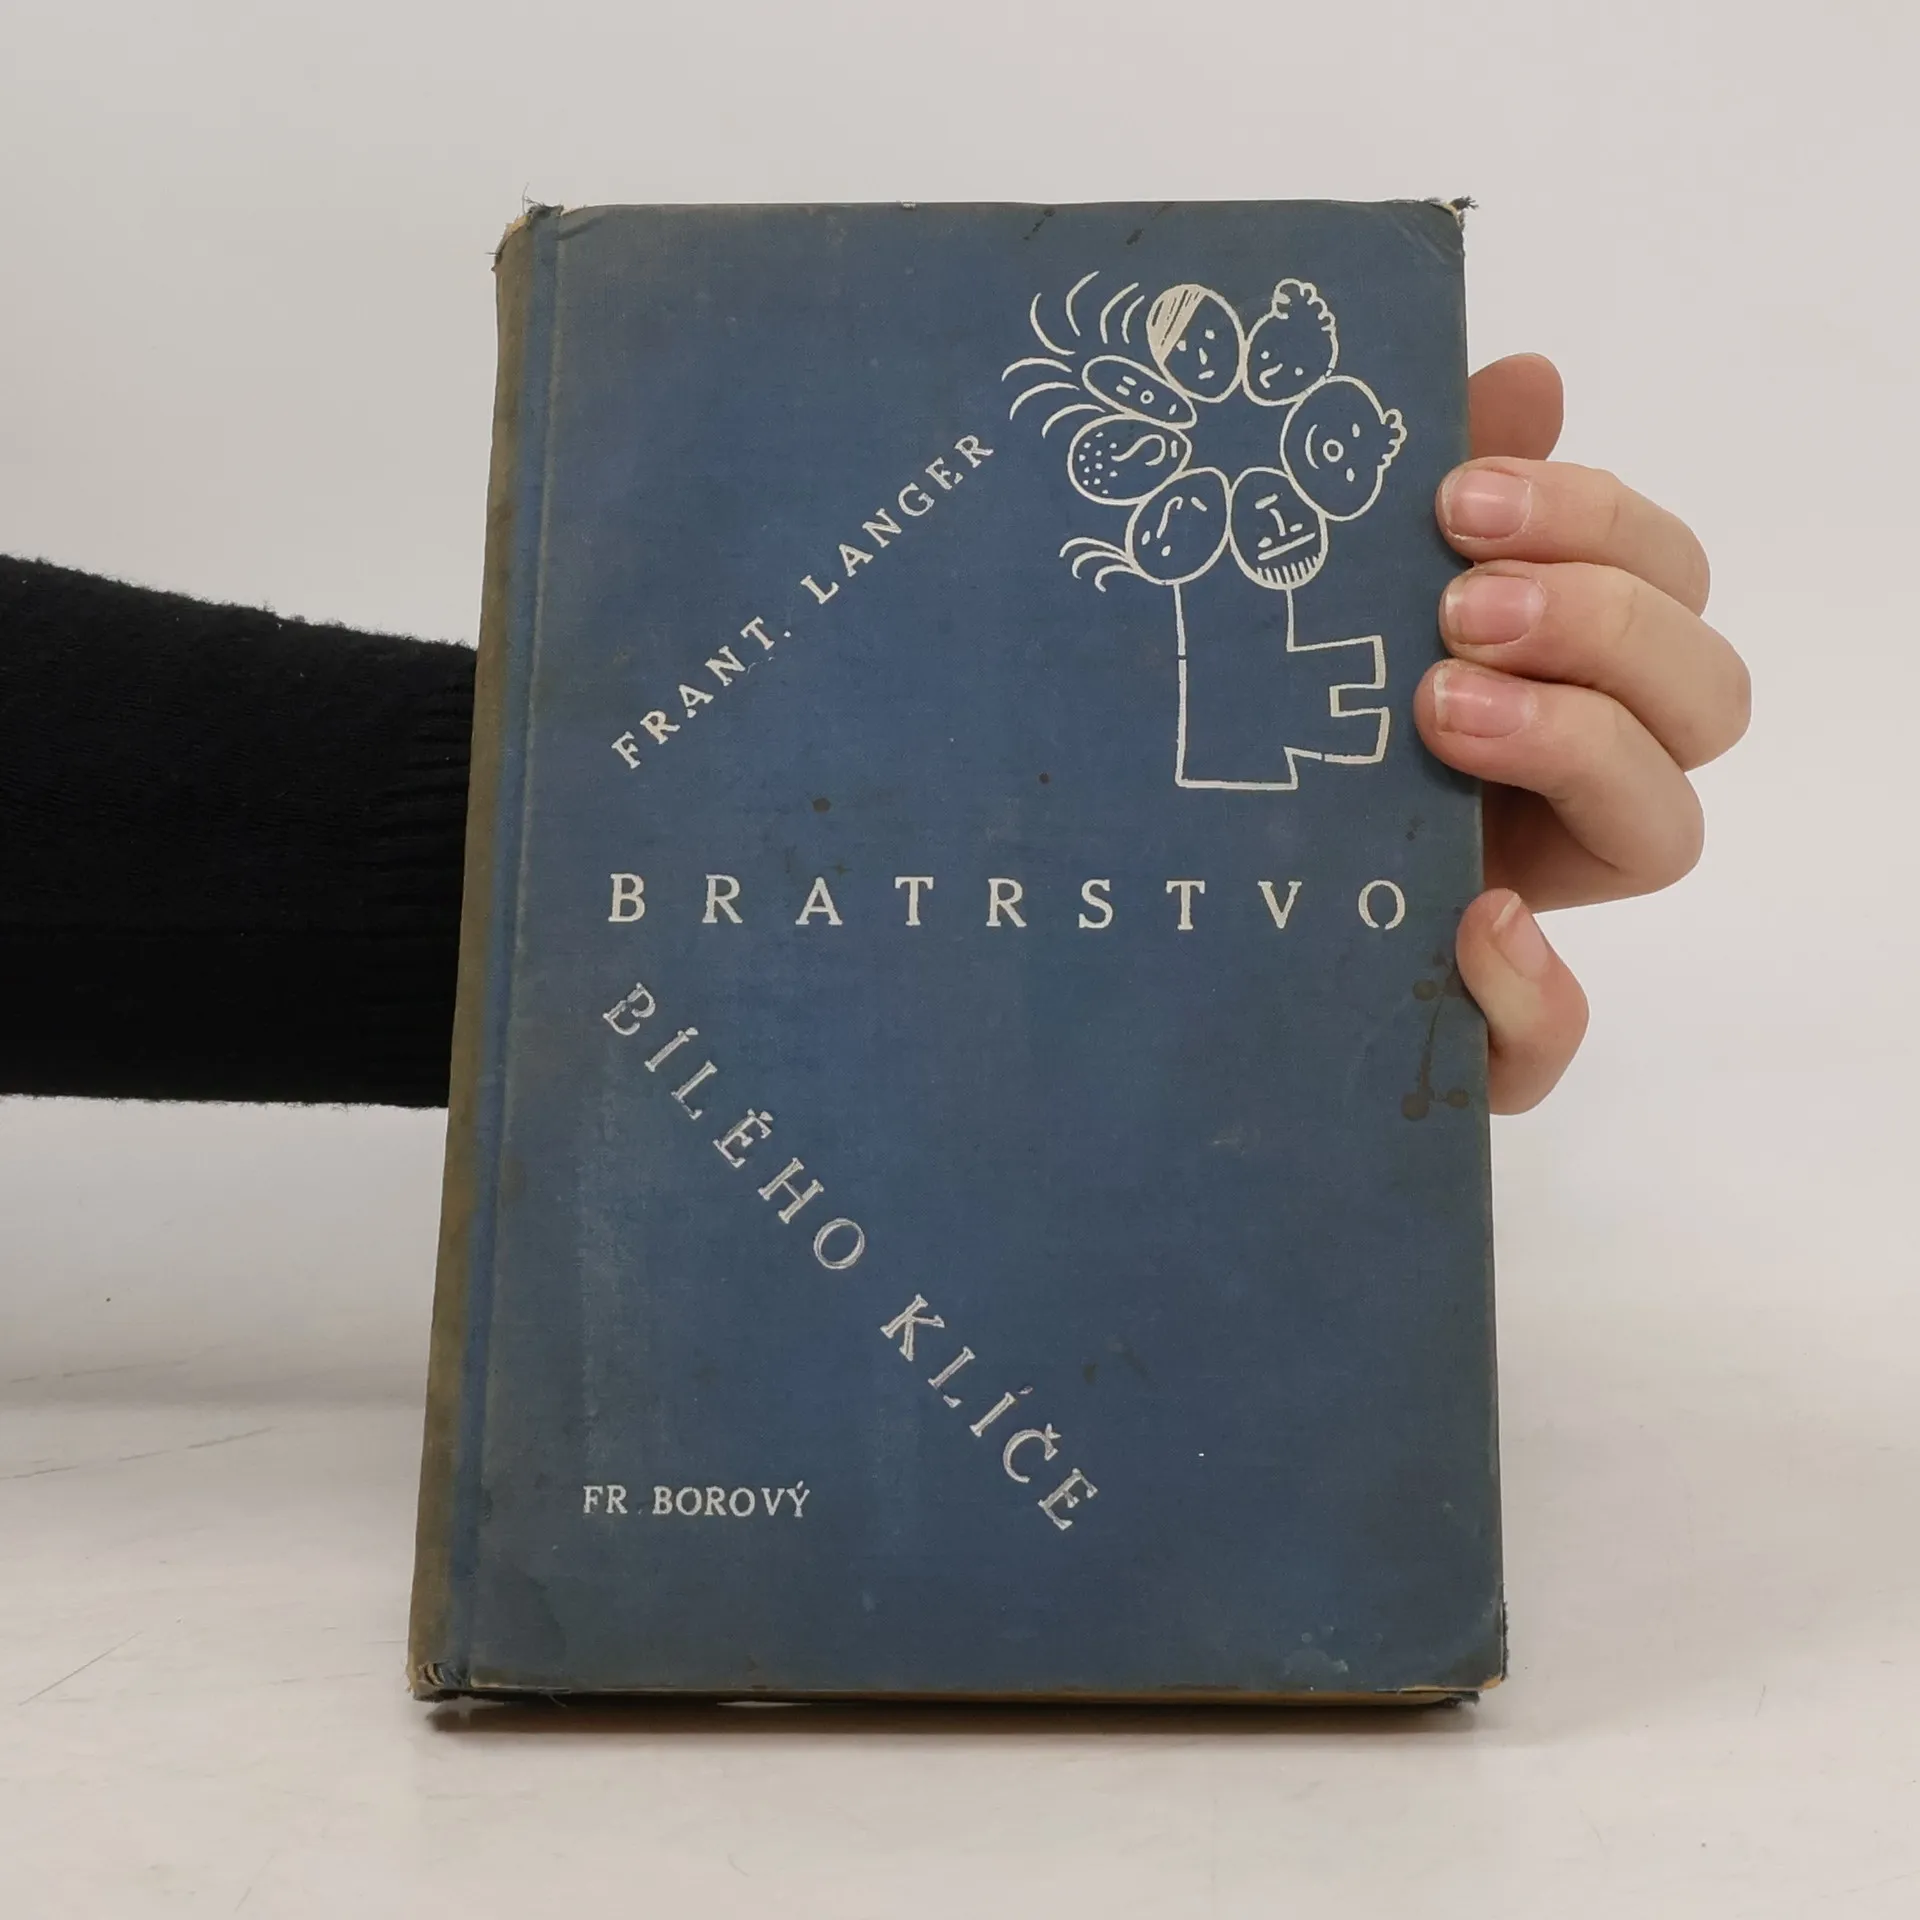 FRANT. LANGER
BRATRSTVO
BÍLÉHO KLÍČE
FR. BOROVÝ